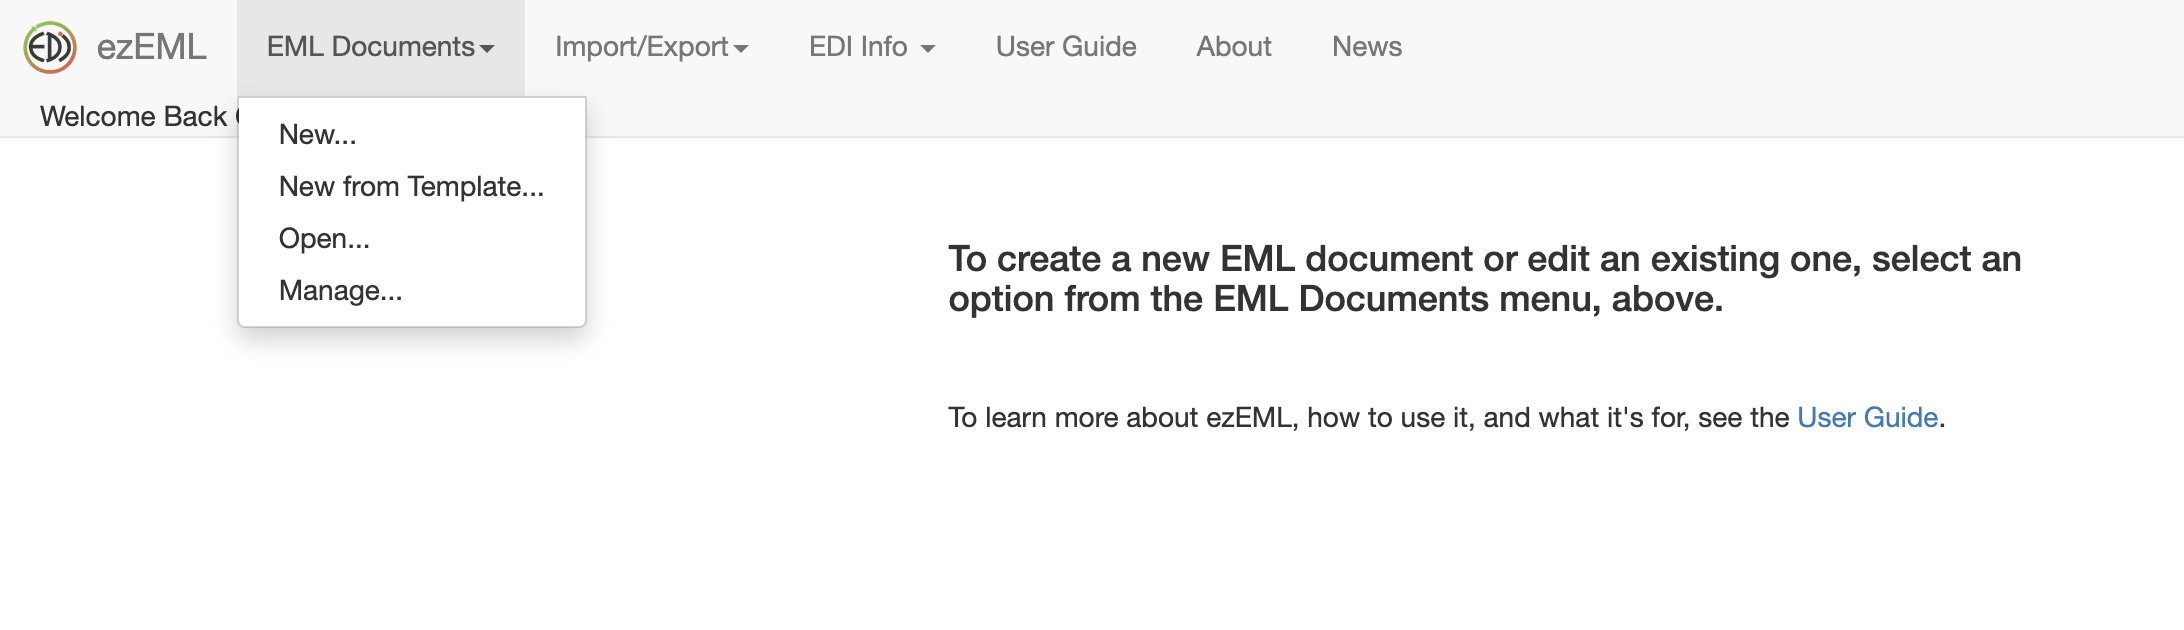 EDI ezEML EML Documents Import/Export EDI Info User Guide About News
Welcome Back
New...
New from Template...
Open...
Manage...
To create a new EML document or edit an existing one, select an
option from the EML Documents menu, above.
To learn more about ezEML, how to use it, and what it's for, see the User Guide.